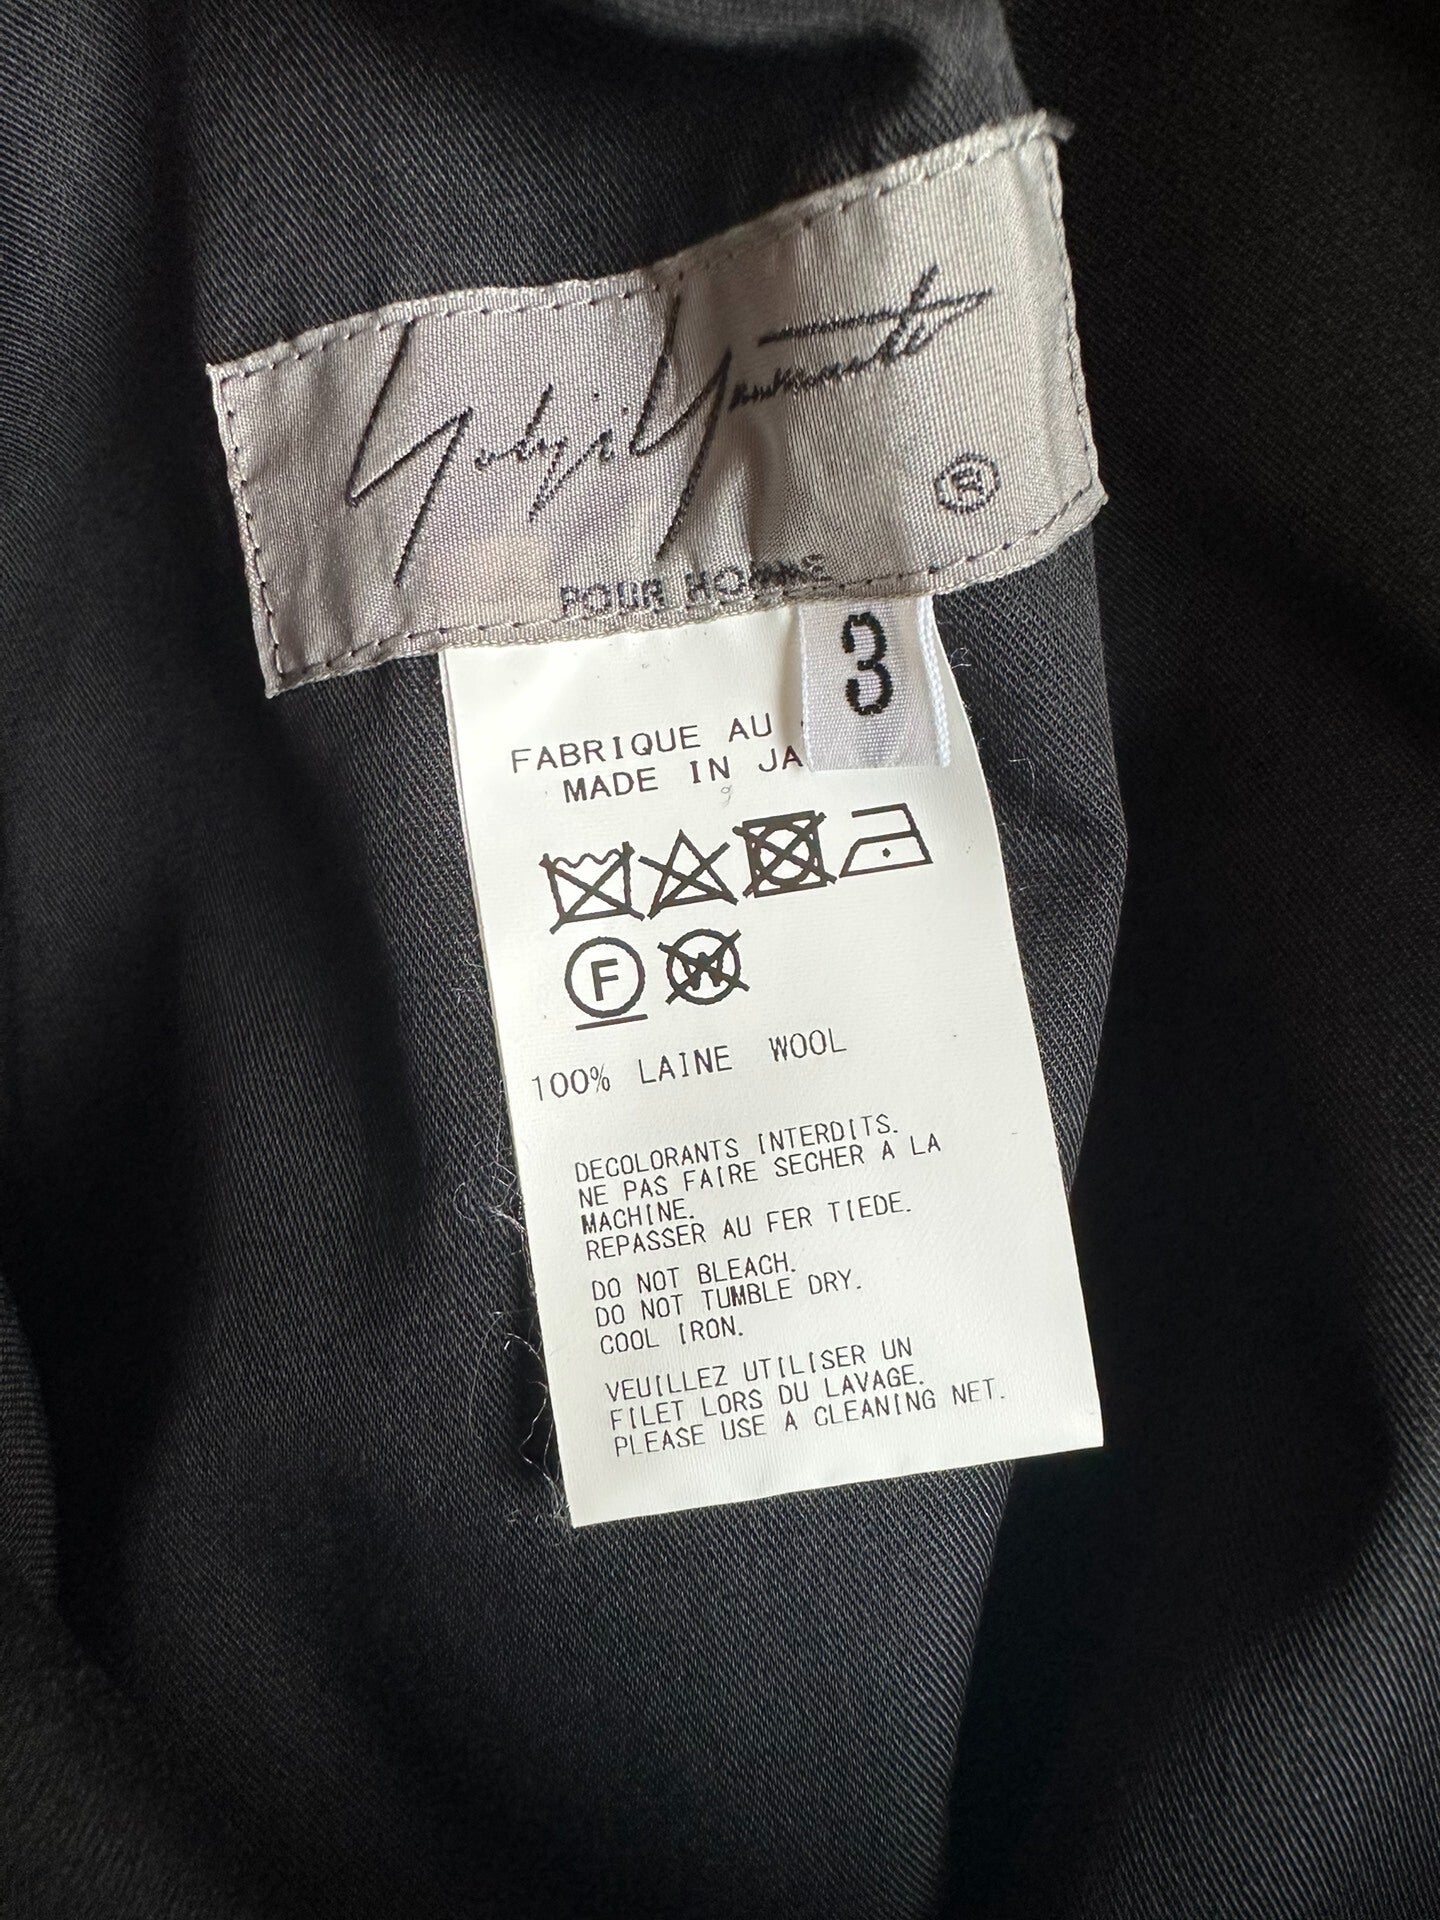 Yohji Yamamoto
®
POUR HOMME
3
FABRIQUE AU
MADE IN JA
F
W
100% LAINE WOOL
DECOLORANTS INTERDITS.
NE PAS FAIRE SECHER A LA
MACHINE.
REPASSER AU FER TIEDE.
DO NOT BLEACH.
DO NOT TUMBLE DRY.
COOL IRON.
VEUILLEZ UTILISER UN
FILET LORS DU LAVAGE.
PLEASE USE A CLEANING NET.